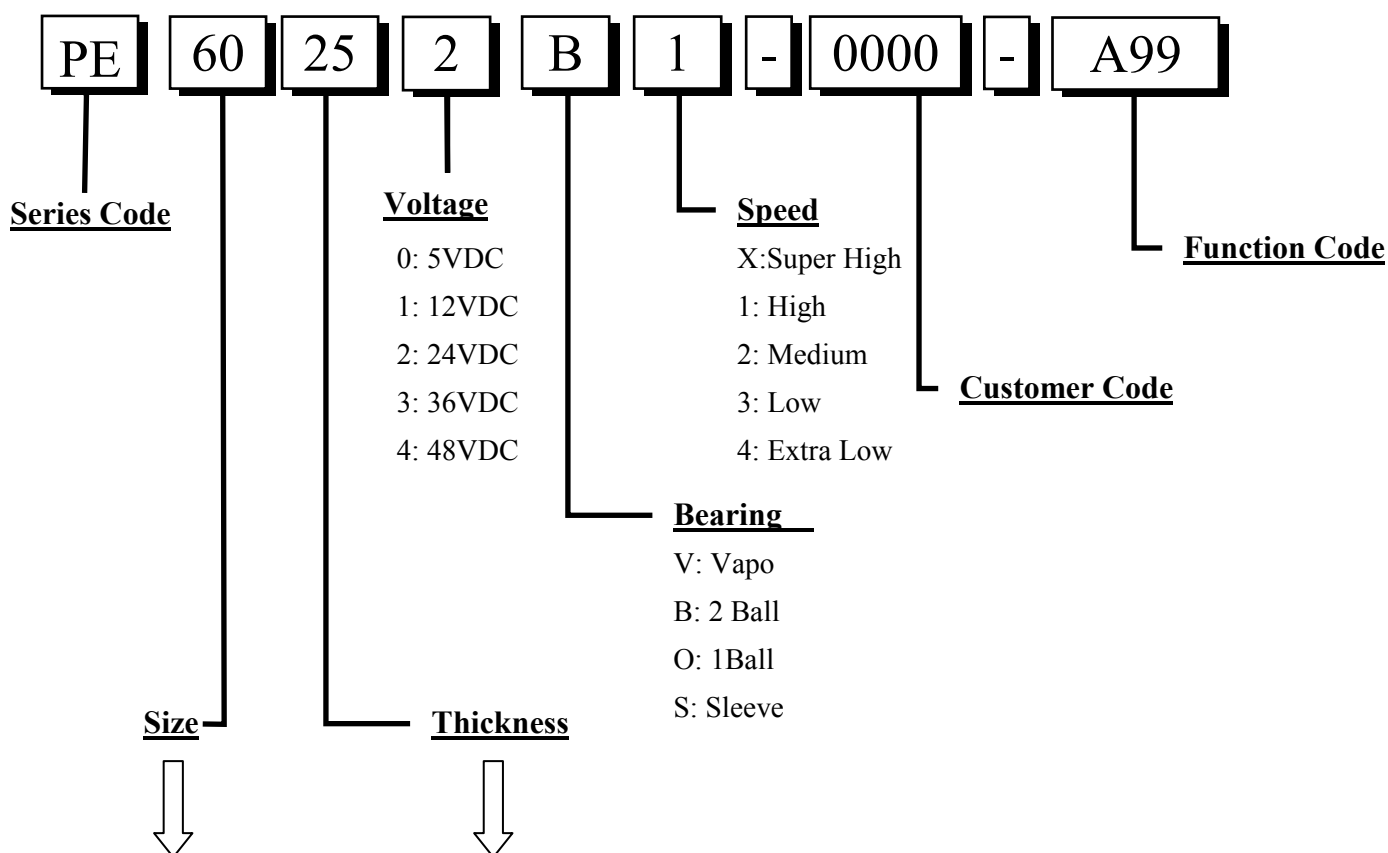 PE 60 25 2 B 1 - 0000 - A99
Series Code
Voltage
0: 5VDC
1: 12VDC
2: 24VDC
3: 36VDC
4: 48VDC
Speed
X:Super High
1: High
2: Medium
3: Low
4: Extra Low
Function Code
Customer Code
Bearing
V: Vapo
B: 2 Ball
O: 1Ball
S: Sleeve
Size
Thickness